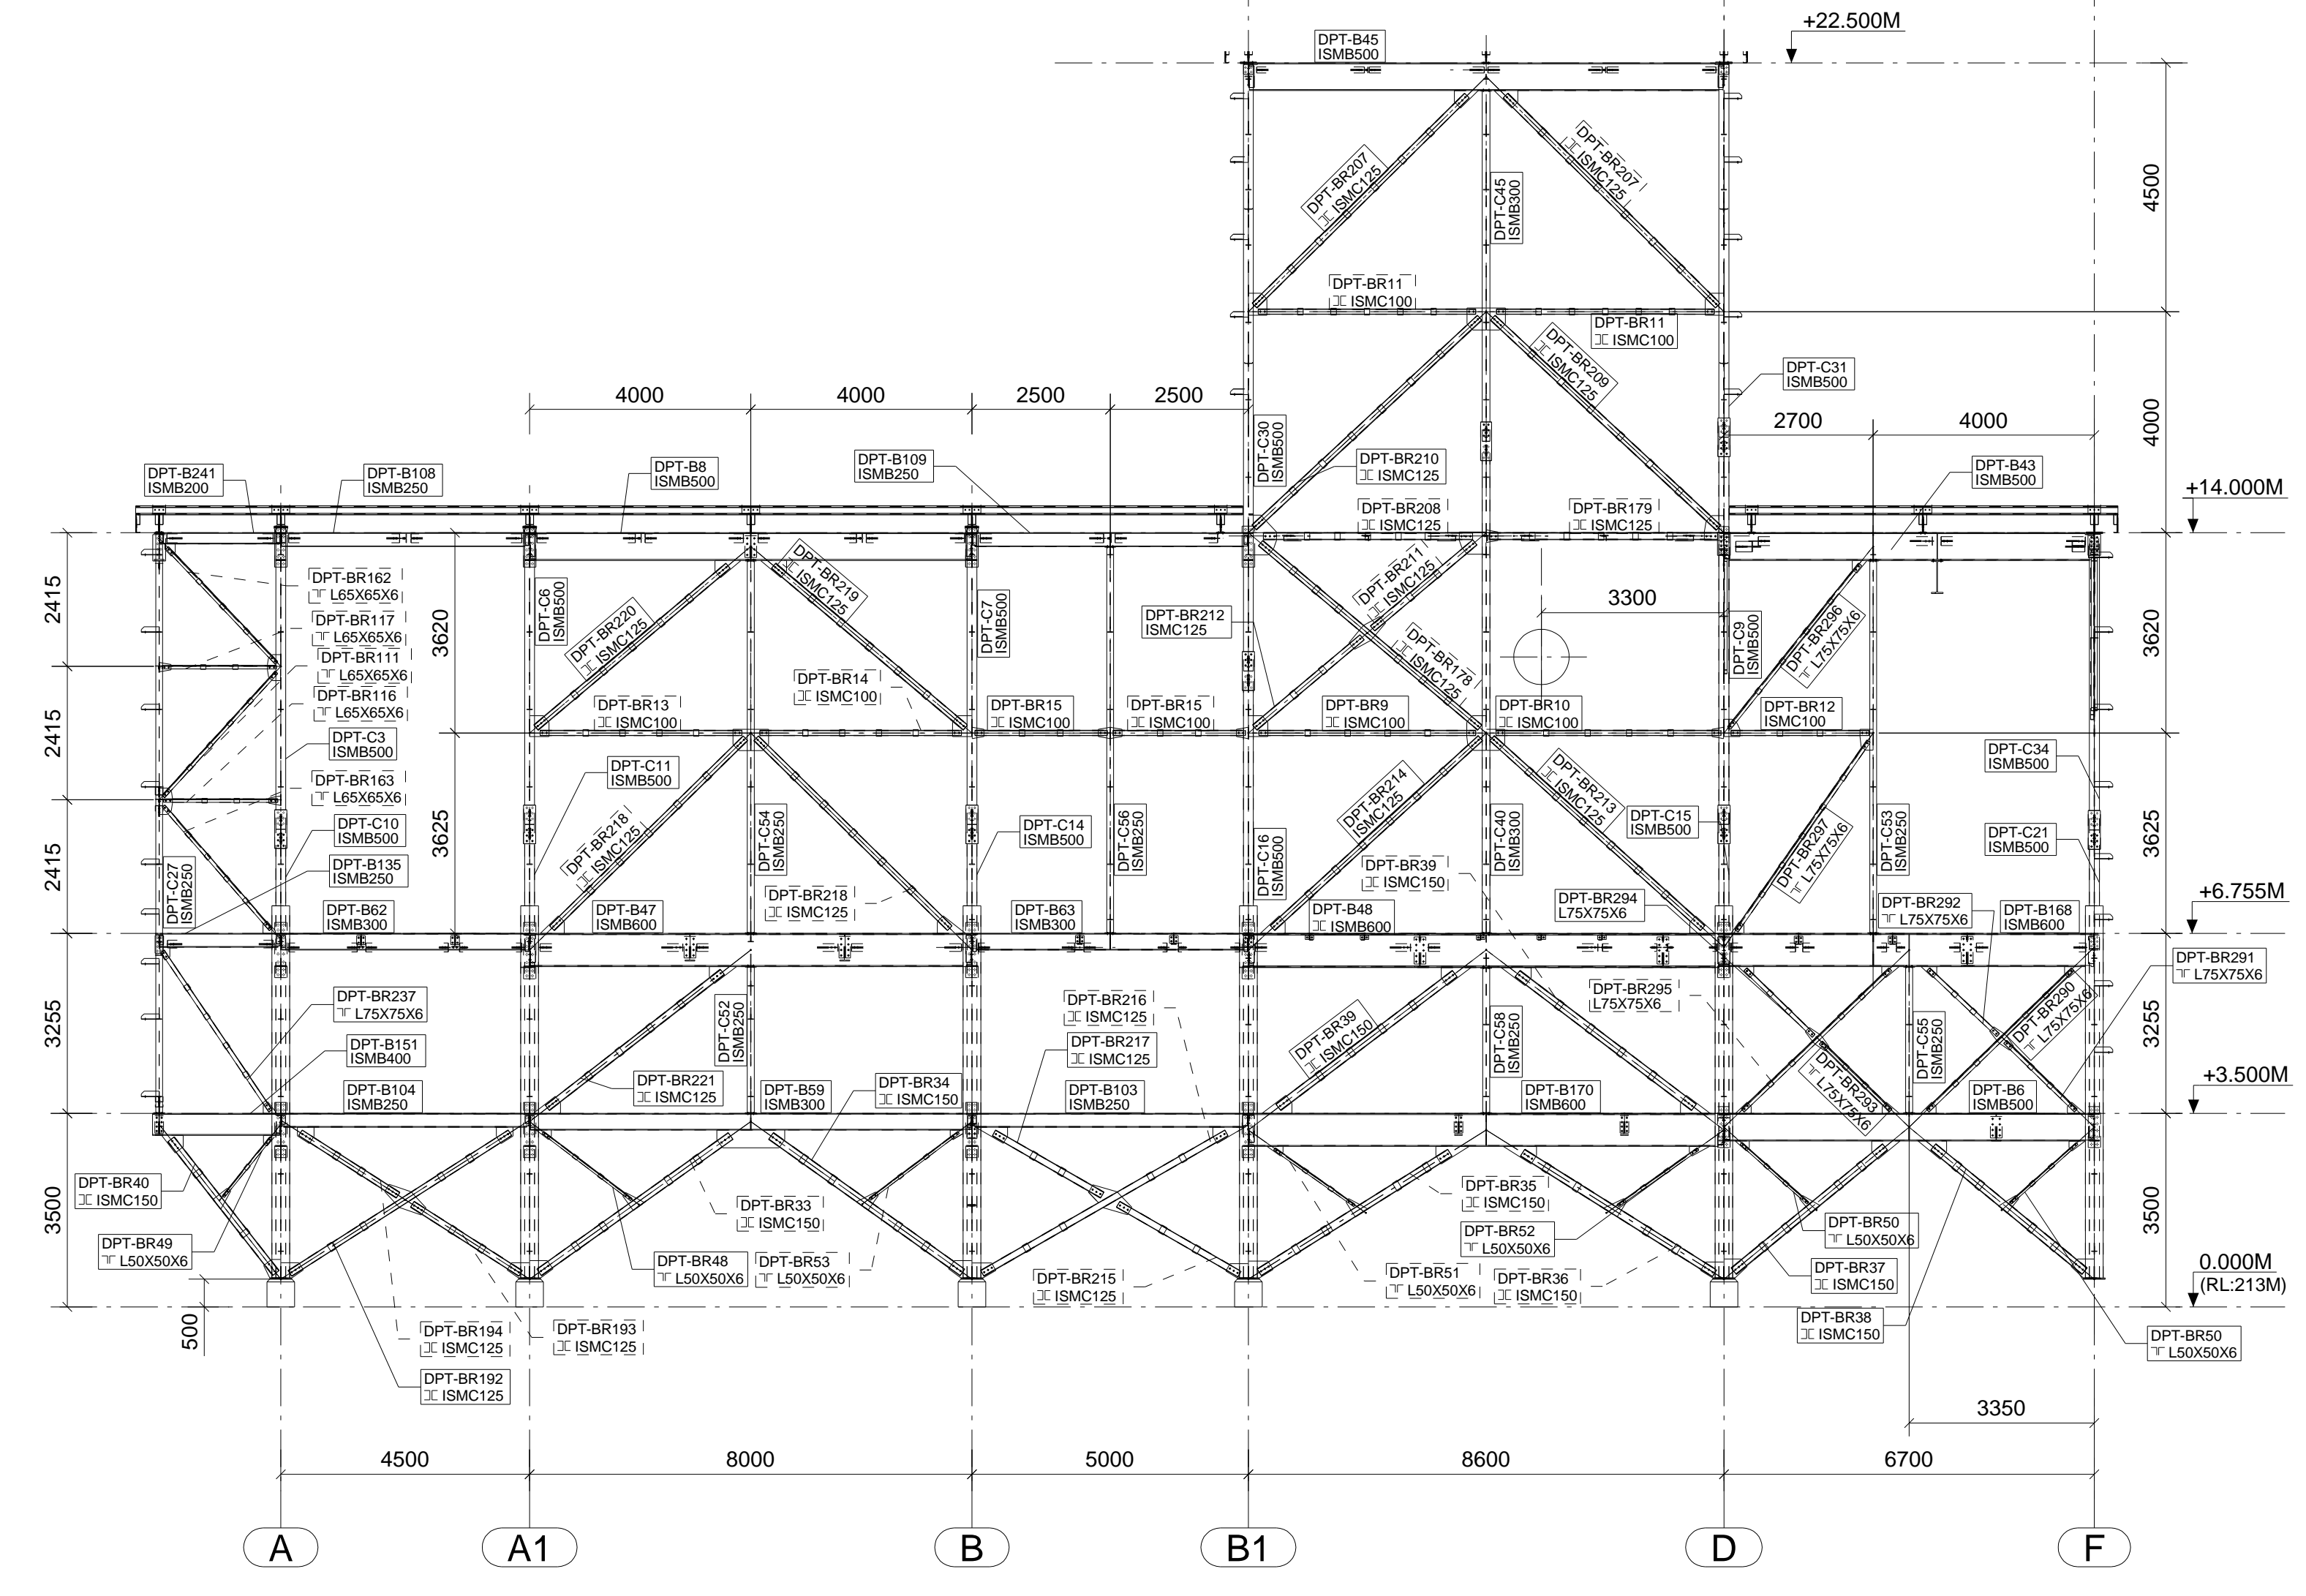 +22.500M
DPT-B45
ISMB500
DPT-BR207
ISMC125
DPT-BR207
ISMC125
DPT-C45
ISMB300
4500
DPT-BR11
ISMC100
DPT-BR11
ISMC100
DPT-BR209
ISMC125
DPT-C31
ISMB500
4000
4000
4000
2500
2500
2700
4000
DPT-C30
ISMB500
DPT-BR210
ISMC125
DPT-B241
ISMB200
DPT-B108
ISMB250
DPT-B8
ISMB500
DPT-B109
ISMB250
DPT-B43
ISMB500
+14.000M
DPT-BR208
ISMC125
DPT-BR179
ISMC125
2415
2415
2415
3255
3500
500
DPT-BR162
L65X65X6
DPT-BR117
L65X65X6
DPT-BR111
L65X65X6
DPT-BR116
L65X65X6
DPT-C3
ISMB500
DPT-BR163
L65X65X6
DPT-C10
ISMB500
DPT-B135
ISMB250
DPT-C27
ISMB250
DPT-B62
ISMB300
3620
3625
DPT-C6
ISMB500
DPT-BR220
ISMC125
DPT-BR219
ISMC125
DPT-BR14
ISMC100
DPT-BR13
ISMC100
DPT-C7
ISMB500
DPT-BR15
ISMC100
DPT-BR15
ISMC100
DPT-BR212
ISMC125
DPT-BR211
ISMC125
DPT-BR178
ISMC125
DPT-BR9
ISMC100
DPT-BR10
ISMC100
3300
DPT-C9
ISMB500
DPT-BR296
L75X75X6
DPT-BR12
ISMC100
3620
DPT-C34
ISMB500
DPT-C11
ISMB500
DPT-BR218
ISMC125
DPT-C54
ISMB250
DPT-BR218
ISMC125
DPT-C14
ISMB500
DPT-C56
ISMB250
DPT-C16
ISMB500
DPT-BR214
ISMC125
DPT-BR39
ISMC150
DPT-C40
ISMB300
DPT-BR213
ISMC125
DPT-C15
ISMB500
DPT-BR297
L75X75X6
DPT-C53
ISMB250
DPT-C21
ISMB500
3625
DPT-B47
ISMB600
DPT-B63
ISMB300
DPT-B48
ISMB600
DPT-BR294
L75X75X6
DPT-BR292
L75X75X6
DPT-B168
ISMB600
+6.755M
DPT-BR291
L75X75X6
DPT-BR237
L75X75X6
DPT-B151
ISMB400
DPT-B104
ISMB250
DPT-C52
ISMB250
DPT-BR221
ISMC125
DPT-B59
ISMB300
DPT-BR34
ISMC150
DPT-BR216
ISMC125
DPT-BR217
ISMC125
DPT-B103
ISMB250
DPT-BR39
ISMC150
DPT-C58
ISMB250
DPT-BR295
L75X75X6
DPT-B170
ISMB600
DPT-BR293
L75X75X6
DPT-C55
ISMB250
DPT-BR290
L75X75X6
DPT-B6
ISMB500
3255
+3.500M
DPT-BR40
ISMC150
DPT-BR49
L50X50X6
DPT-BR33
ISMC150
DPT-BR48
L50X50X6
DPT-BR53
L50X50X6
DPT-BR215
ISMC125
DPT-BR35
ISMC150
DPT-BR52
L50X50X6
DPT-BR51
L50X50X6
DPT-BR36
ISMC150
DPT-BR50
L50X50X6
DPT-BR37
ISMC150
DPT-BR38
ISMC150
DPT-BR50
L50X50X6
3500
0.000M
(RL:213M)
DPT-BR194
ISMC125
DPT-BR193
ISMC125
DPT-BR192
ISMC125
3350
4500
8000
5000
8600
6700
A
A1
B
B1
D
F